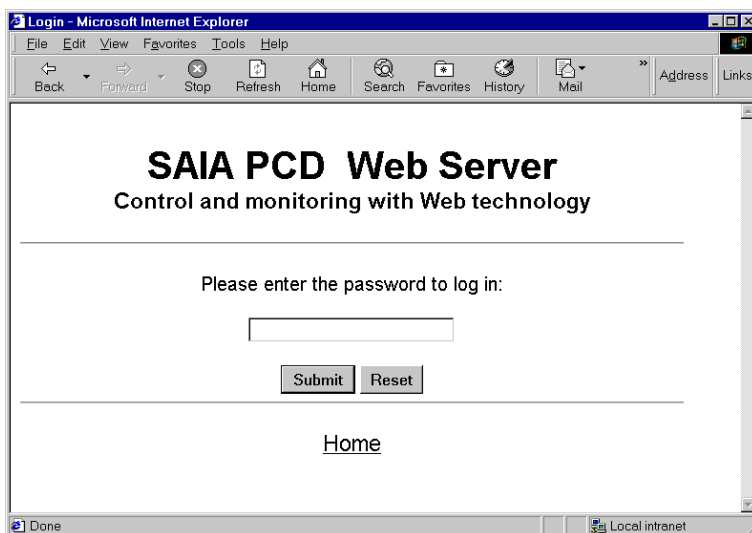 Login - Microsoft Internet Explorer
File Edit View Favorites Tools Help
Back Forward Stop Refresh Home Search Favorites History Mail » Address Links
SAIA PCD Web Server
Control and monitoring with Web technology
Please enter the password to log in:
Submit Reset
Home
Done Local intranet